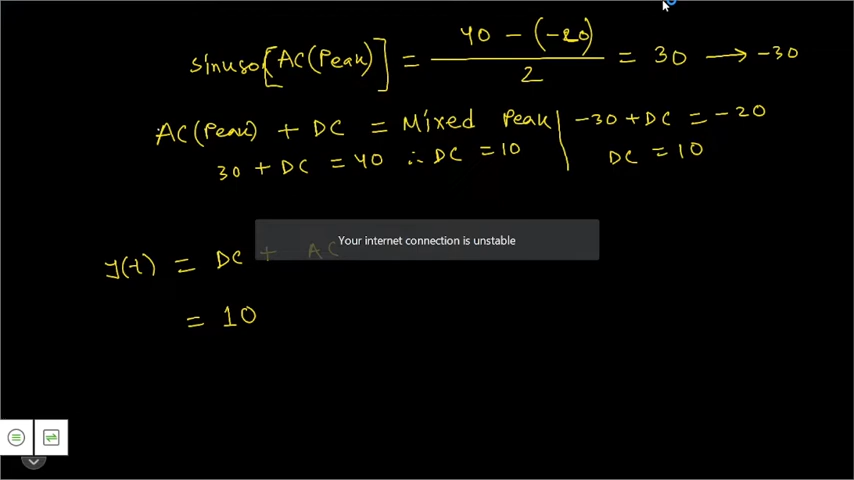 sinuso[AC(Peak)] = 40 - (-20) / 2 = 30 → -30
AC(Peak) + DC = Mixed Peak | -30 + DC = -20
30 + DC = 40 ∴ DC = 10 | DC = 10
Your internet connection is unstable
y(t) = DC + AC
= 10